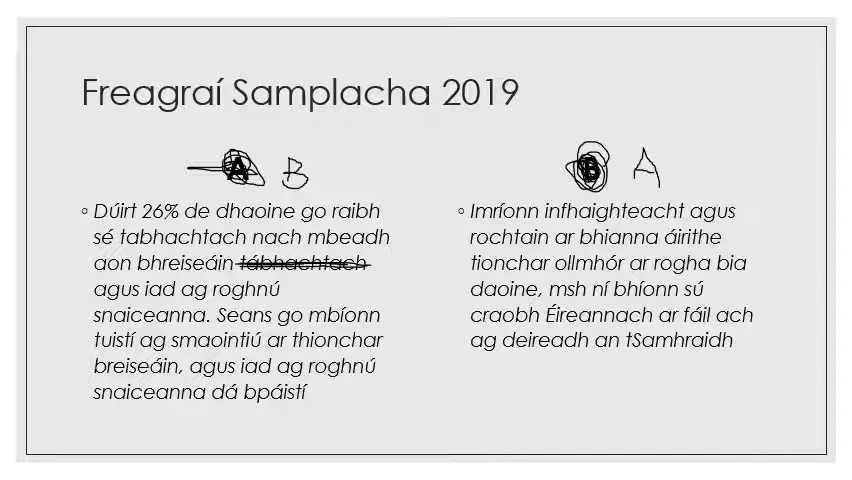 Freagraí Samplacha 2019
A B
◦ Dúirt 26% de dhaoine go raibh
sé tabhachtach nach mbeadh
aon bhreiseáin tábhachtach
agus iad ag roghnú
snaiceanna. Seans go mbíonn
tuistí ag smaointiú ar thionchar
breiseáin, agus iad ag roghnú
snaiceanna dá bpáistí
B A
◦ Imríonn infhaighteacht agus
rochtain ar bhianna áirithe
tionchar ollmhór ar rogha bia
daoine, msh ní bhíonn sú
craobh Éireannach ar fáil ach
ag deireadh an tSamhraidh